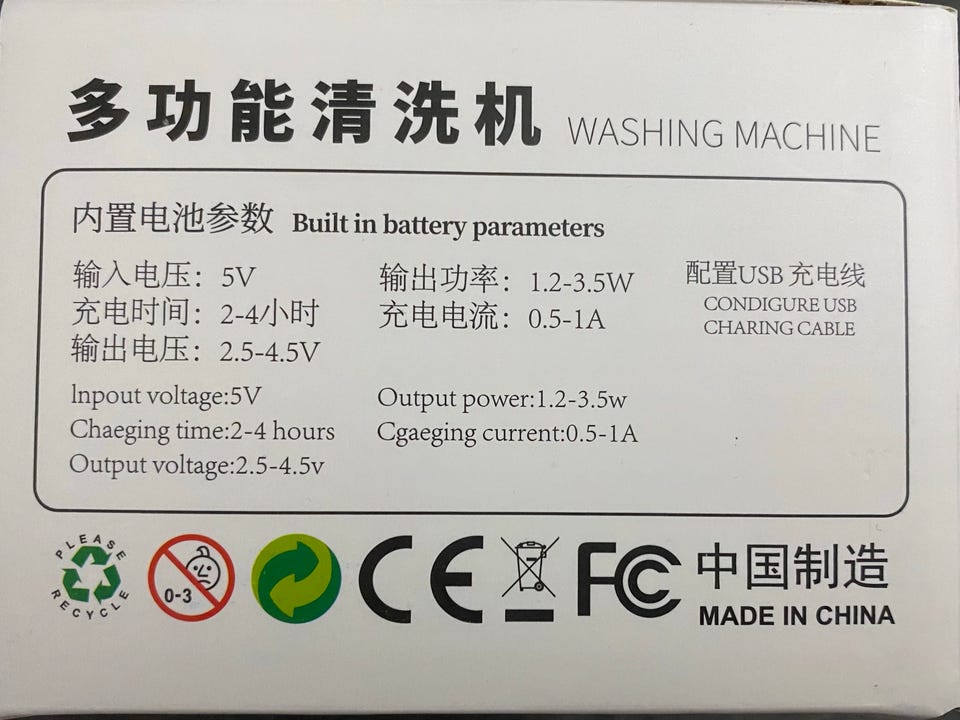 多功能清洗机 WASHING MACHINE
内置电池参数 Built in battery parameters
输入电压：5V
充电时间：2-4小时
输出电压：2.5-4.5V
输出功率：1.2-3.5W
充电电流：0.5-1A
配置USB 充电线
CONDIGURE USB
CHARING CABLE
lnpout voltage:5V
Chaeging time:2-4 hours
Output voltage:2.5-4.5v
Output power:1.2-3.5w
Cgaeging current:0.5-1A
PLEASE
RECYCLE
0-3
CE
FC
中国制造
MADE IN CHINA